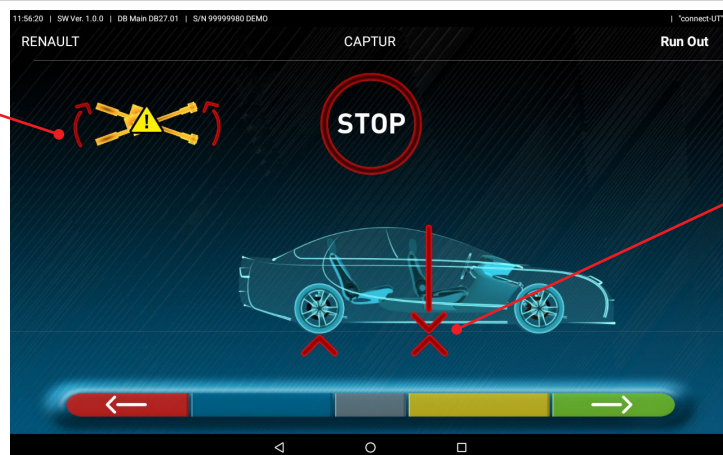 11:56:20 | SW Ver. 1.0.0 | DB Main DB27.01 | S/N 99999980 DEMO | "connect-UT"
RENAULT CAPTUR Run Out
STOP